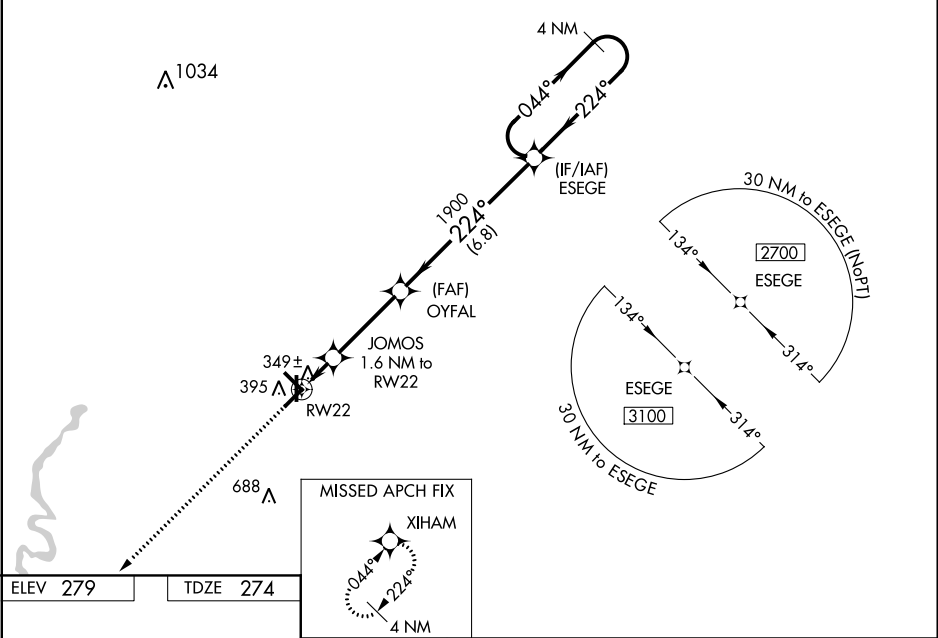 4 NM
1034
044°
224°
(IF/IAF)
ESEGE
1900
224°
(6.8)
30 NM to ESEGE (NoPT)
134°
2700
ESEGE
314°
(FAF)
OYFAL
134°
ESEGE
3100
314°
30 NM to ESEGE
JOMOS
1.6 NM to
RW22
349±
395
RW22
688
MISSED APCH FIX
XIHAM
044°
224°
4 NM
ELEV 279
TDZE 274